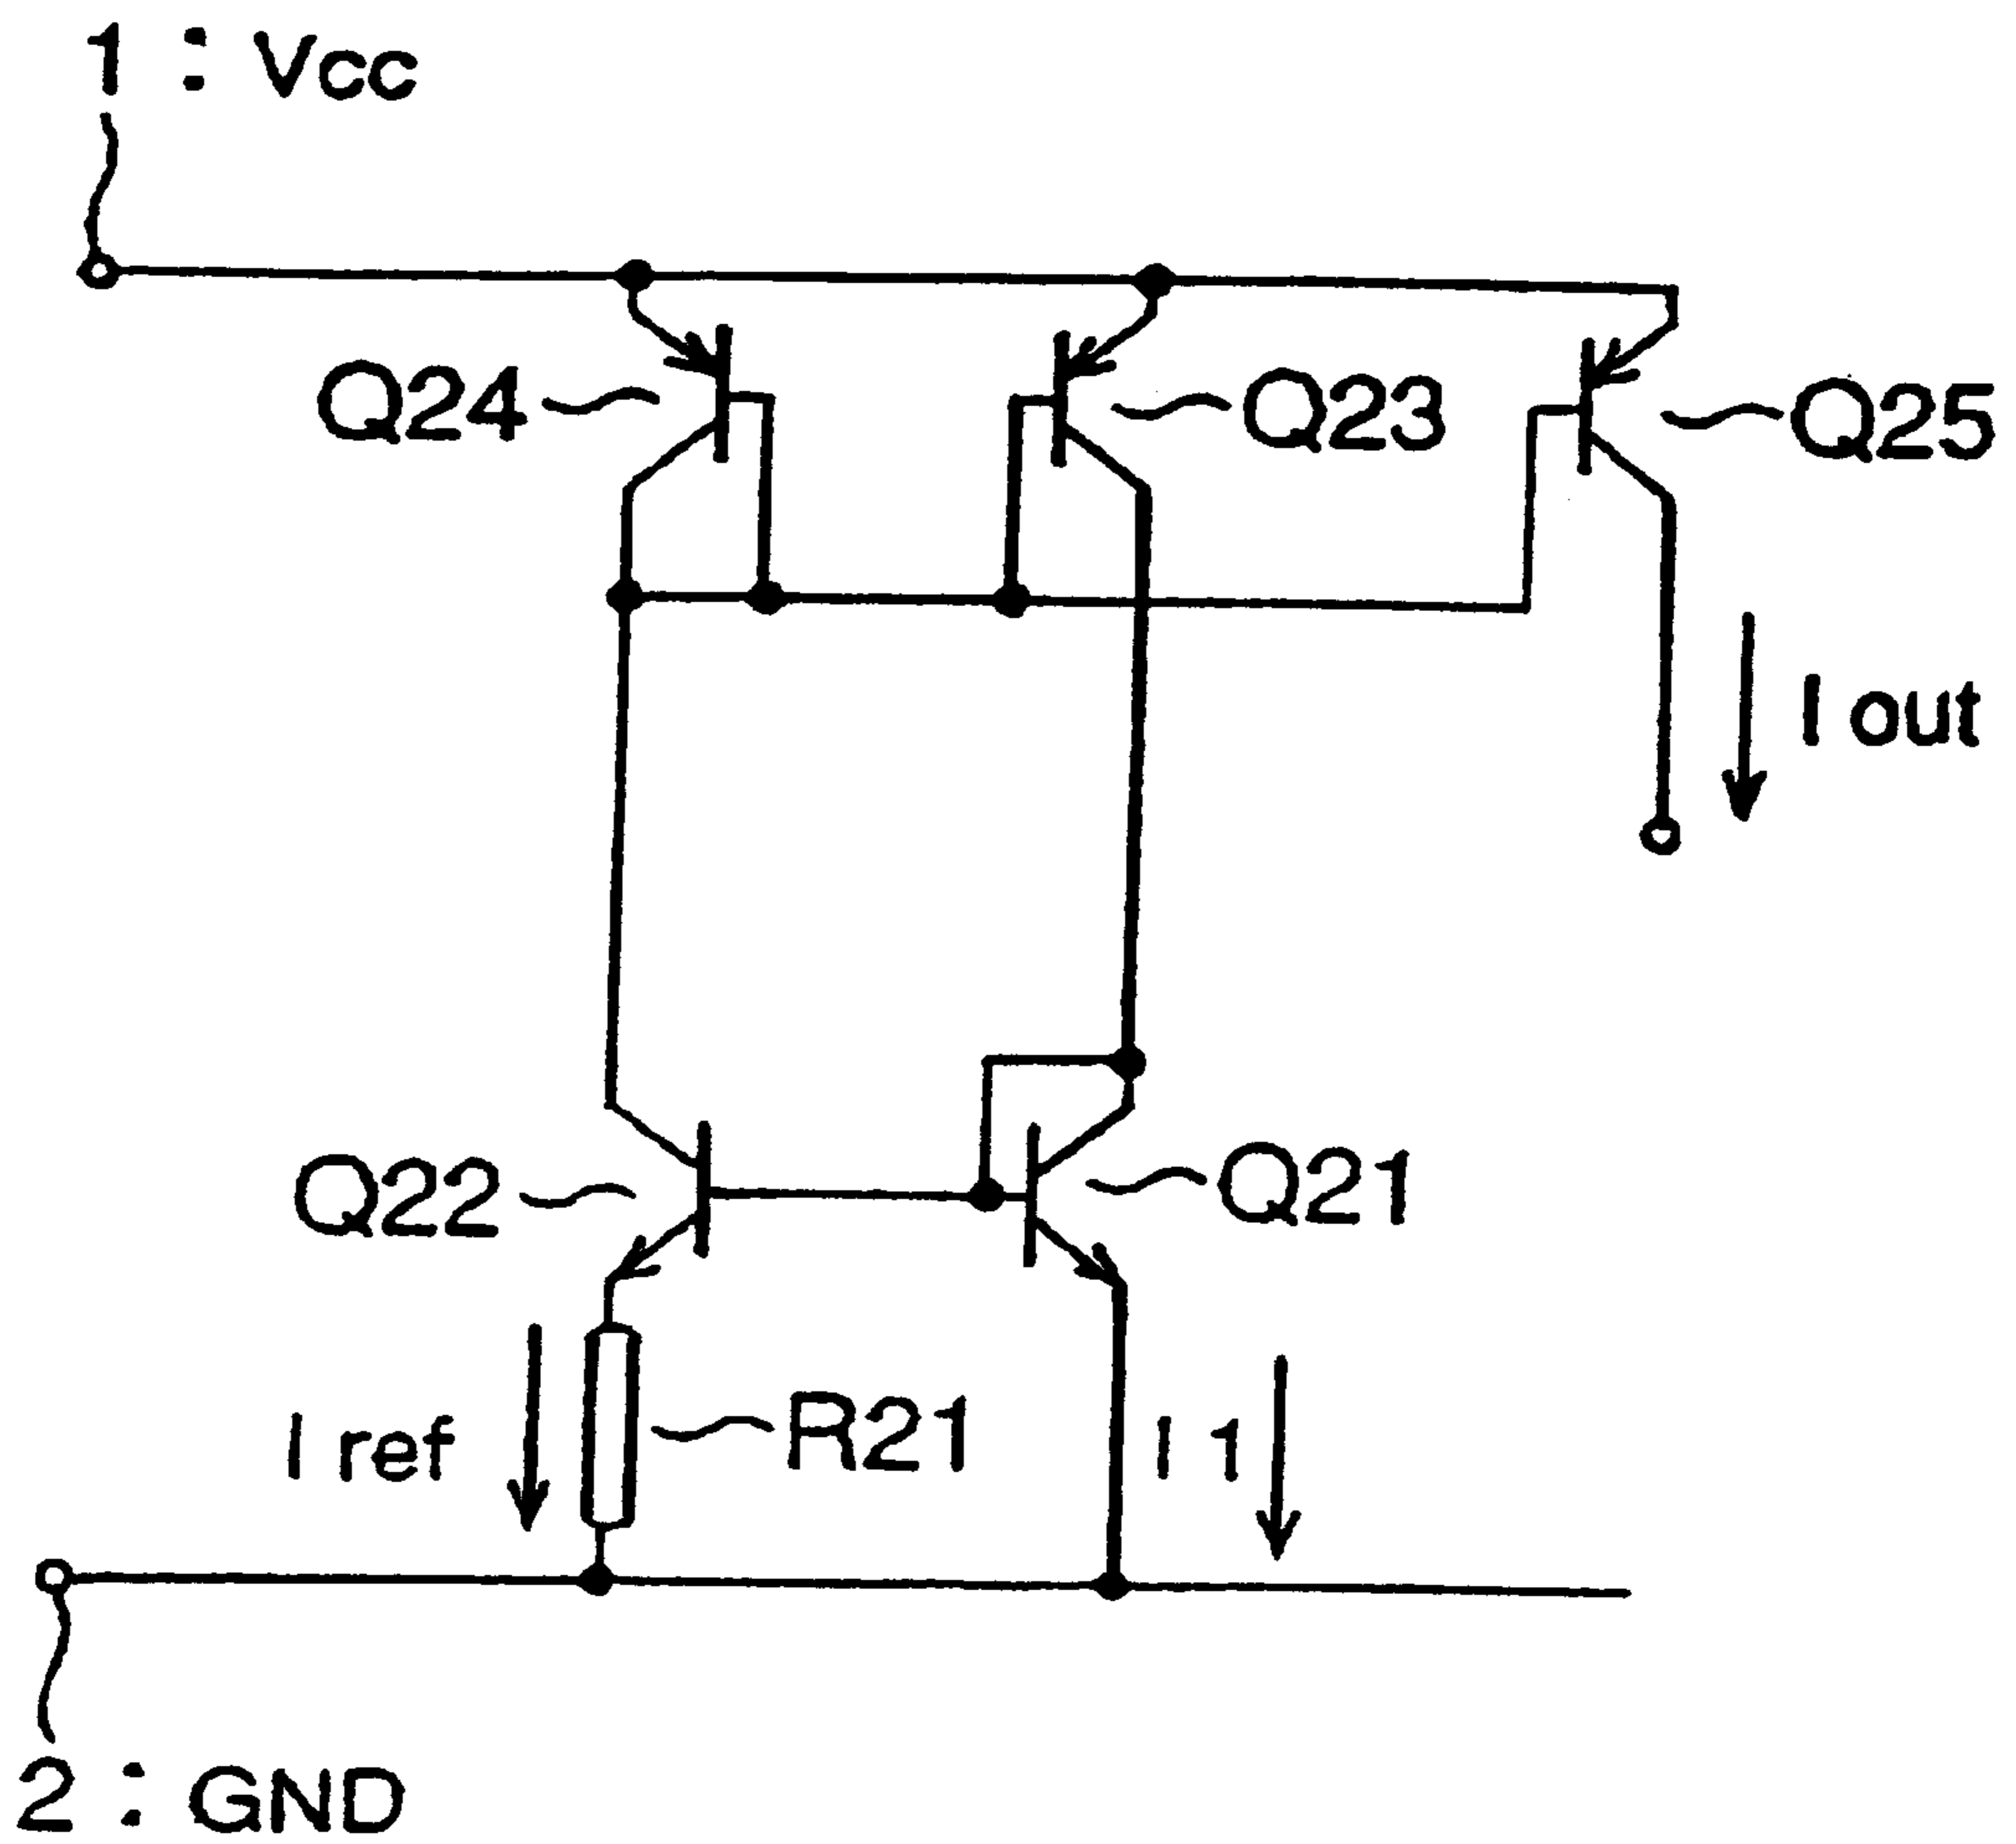 1 : Vcc
Q24
Q23
Q25
I out
Q22
Q21
I ref
R21
I 1
2 : GND